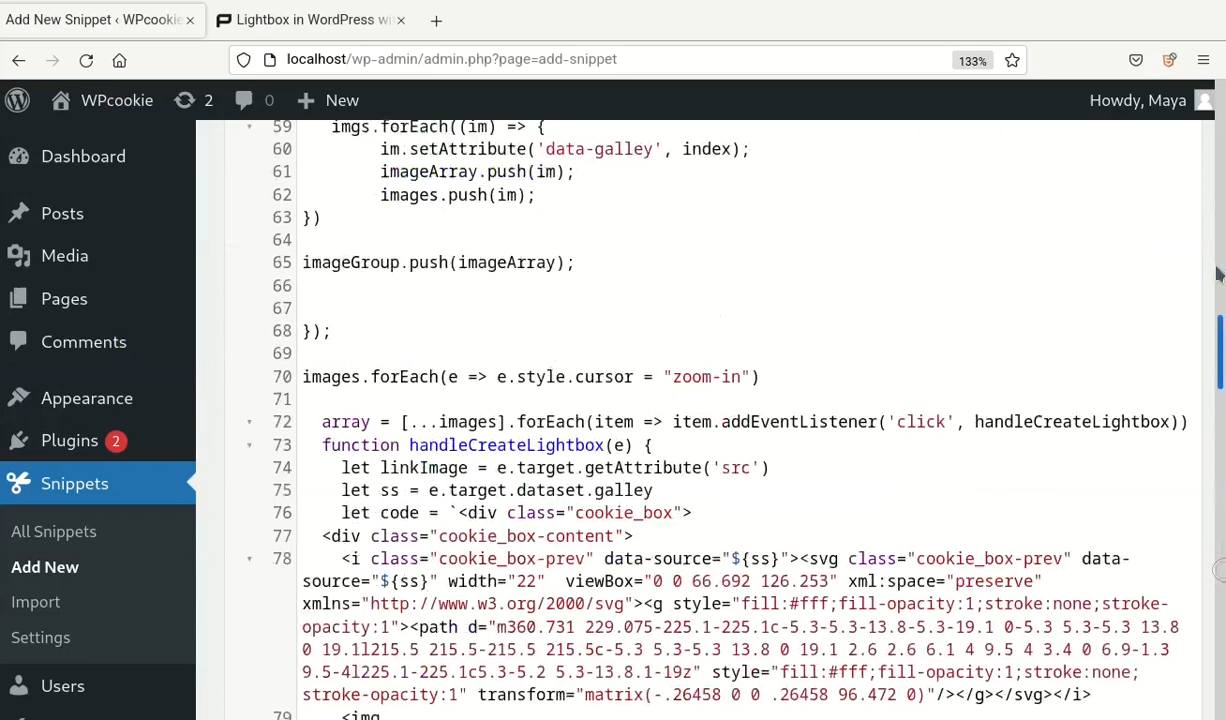 Add New Snippet ‹ WPcookie
Lightbox in WordPress wi
localhost/wp-admin/admin.php?page=add-snippet
133%
WPcookie
2
0
New
Howdy, Maya
Dashboard
Posts
Media
Pages
Comments
Appearance
Plugins 2
Snippets
All Snippets
Add New
Import
Settings
Users
59 imgs.forEach((im) => {
60 im.setAttribute('data-galley', index);
61 imageArray.push(im);
62 images.push(im);
63 })
64
65 imageGroup.push(imageArray);
66
67
68 });
69
70 images.forEach(e => e.style.cursor = "zoom-in")
71
72 array = [...images].forEach(item => item.addEventListener('click', handleCreateLightbox))
73 function handleCreateLightbox(e) {
74 let linkImage = e.target.getAttribute('src')
75 let ss = e.target.dataset.galley
76 let code = `<div class="cookie_box">
77 <div class="cookie_box-content">
78 <i class="cookie_box-prev" data-source="${ss}"><svg class="cookie_box-prev" data-
source="${ss}" width="22"  viewBox="0 0 66.692 126.253" xml:space="preserve"
xmlns="http://www.w3.org/2000/svg"><g style="fill:#fff;fill-opacity:1;stroke:none;stroke-
opacity:1"><path d="m360.731 229.075-225.1-225.1c-5.3-5.3-13.8-5.3-19.1 0-5.3 5.3-5.3 13.8
0 19.1l215.5 215.5-215.5 215.5c-5.3 5.3-5.3 13.8 0 19.1 2.6 2.6 6.1 4 9.5 4 3.4 0 6.9-1.3
9.5-4l225.1-225.1c5.3-5.2 5.3-13.8.1-19z" style="fill:#fff;fill-opacity:1;stroke:none;
stroke-opacity:1" transform="matrix(-.26458 0 0 .26458 96.472 0)"/></g></svg></i>
79 <img